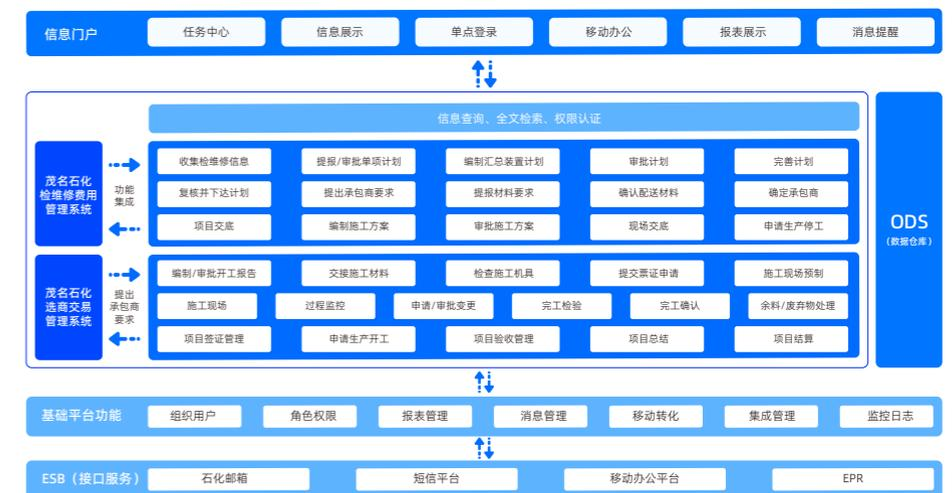 信息门户
任务中心
信息展示
单点登录
移动办公
报表展示
消息提醒
信息查询、全文检索、权限认证
茂名石化
检维修费用
管理系统
功能
集成
收集检维修信息
提报/审批单项计划
编制汇总装置计划
审批计划
完善计划
复核并下达计划
提出承包商要求
提报材料要求
确认配送材料
确定承包商
项目交底
编制施工方案
审批施工方案
现场交底
申请生产停工
茂名石化
选商交易
管理系统
提出
承包商
要求
编制/审批开工报告
交接施工材料
检查施工机具
提交票证申请
施工现场预制
施工现场
过程监控
申请/审批变更
完工检验
完工确认
余料/废弃物处理
项目签证管理
申请生产开工
项目验收管理
项目总结
项目结算
ODS
（数据仓库）
基础平台功能
组织用户
角色权限
报表管理
消息管理
移动转化
集成管理
监控日志
ESB（接口服务）
石化邮箱
短信平台
移动办公平台
EPR